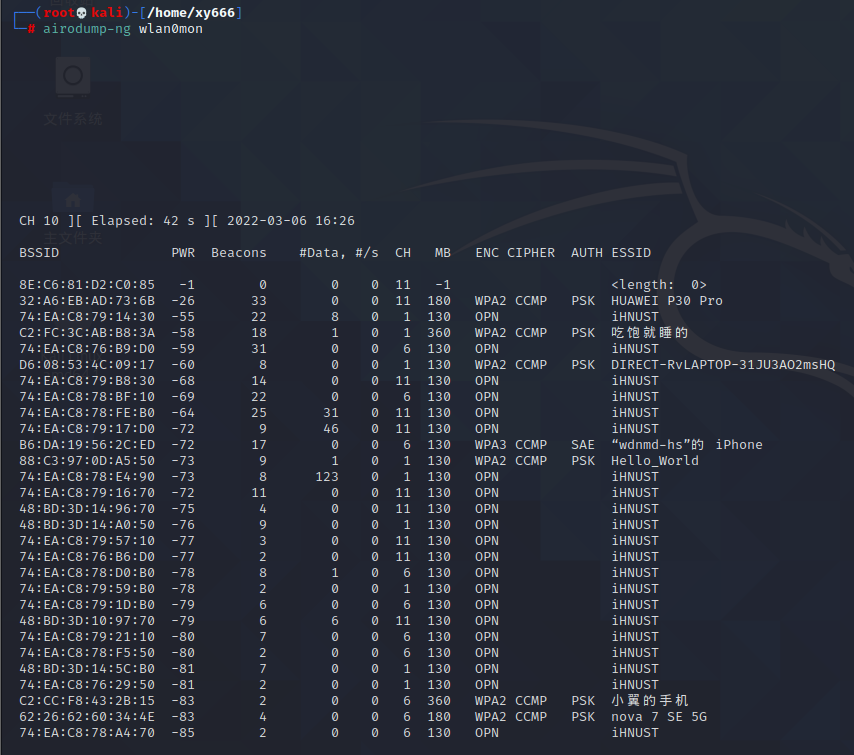 ┌──(root💀kali)-[/home/xy666]
└─# airodump-ng wlan0mon
文件系统
CH 10 ][ Elapsed: 42 s ][ 2022-03-06 16:26
主文件夹
BSSID PWR Beacons #Data, #/s CH MB ENC CIPHER AUTH ESSID
8E:C6:81:D2:C0:85 -1 0 0 0 11 -1 <length: 0>
32:A6:EB:AD:73:6B -26 33 0 0 11 180 WPA2 CCMP PSK HUAWEI P30 Pro
74:EA:C8:79:14:30 -55 22 8 0 1 130 OPN iHNUST
C2:FC:3C:AB:B8:3A -58 18 1 0 1 360 WPA2 CCMP PSK 吃饱就睡的
74:EA:C8:76:B9:D0 -59 31 0 0 6 130 OPN iHNUST
D6:08:53:4C:09:17 -60 8 0 0 1 130 WPA2 CCMP PSK DIRECT-RvLAPTOP-31JU3AO2msHQ
74:EA:C8:79:B8:30 -68 14 0 0 11 130 OPN iHNUST
74:EA:C8:78:BF:10 -69 22 0 0 6 130 OPN iHNUST
74:EA:C8:78:FE:B0 -64 25 31 0 11 130 OPN iHNUST
74:EA:C8:79:17:D0 -72 9 46 0 11 130 OPN iHNUST
B6:DA:19:56:2C:ED -72 17 0 0 6 130 WPA3 CCMP SAE “wdnmd-hs”的 iPhone
88:C3:97:0D:A5:50 -73 9 1 0 1 130 WPA2 CCMP PSK Hello_World
74:EA:C8:78:E4:90 -73 8 123 0 1 130 OPN iHNUST
74:EA:C8:79:16:70 -72 11 0 0 11 130 OPN iHNUST
48:BD:3D:14:96:70 -75 4 0 0 11 130 OPN iHNUST
48:BD:3D:14:A0:50 -76 9 0 0 1 130 OPN iHNUST
74:EA:C8:79:57:10 -77 3 0 0 11 130 OPN iHNUST
74:EA:C8:76:B6:D0 -77 2 0 0 11 130 OPN iHNUST
74:EA:C8:78:D0:B0 -78 8 1 0 6 130 OPN iHNUST
74:EA:C8:79:59:B0 -78 2 0 0 1 130 OPN iHNUST
74:EA:C8:79:1D:B0 -79 6 0 0 6 130 OPN iHNUST
48:BD:3D:10:97:70 -79 6 6 0 11 130 OPN iHNUST
74:EA:C8:79:21:10 -80 7 0 0 6 130 OPN iHNUST
74:EA:C8:78:F5:50 -80 2 0 0 6 130 OPN iHNUST
48:BD:3D:14:5C:B0 -81 7 0 0 1 130 OPN iHNUST
74:EA:C8:76:29:50 -81 2 0 0 1 130 OPN iHNUST
C2:CC:F8:43:2B:15 -83 2 0 0 6 360 WPA2 CCMP PSK 小翼的手机
62:26:62:60:34:4E -83 4 0 0 6 180 WPA2 CCMP PSK nova 7 SE 5G
74:EA:C8:78:A4:70 -85 2 0 0 6 130 OPN iHNUST